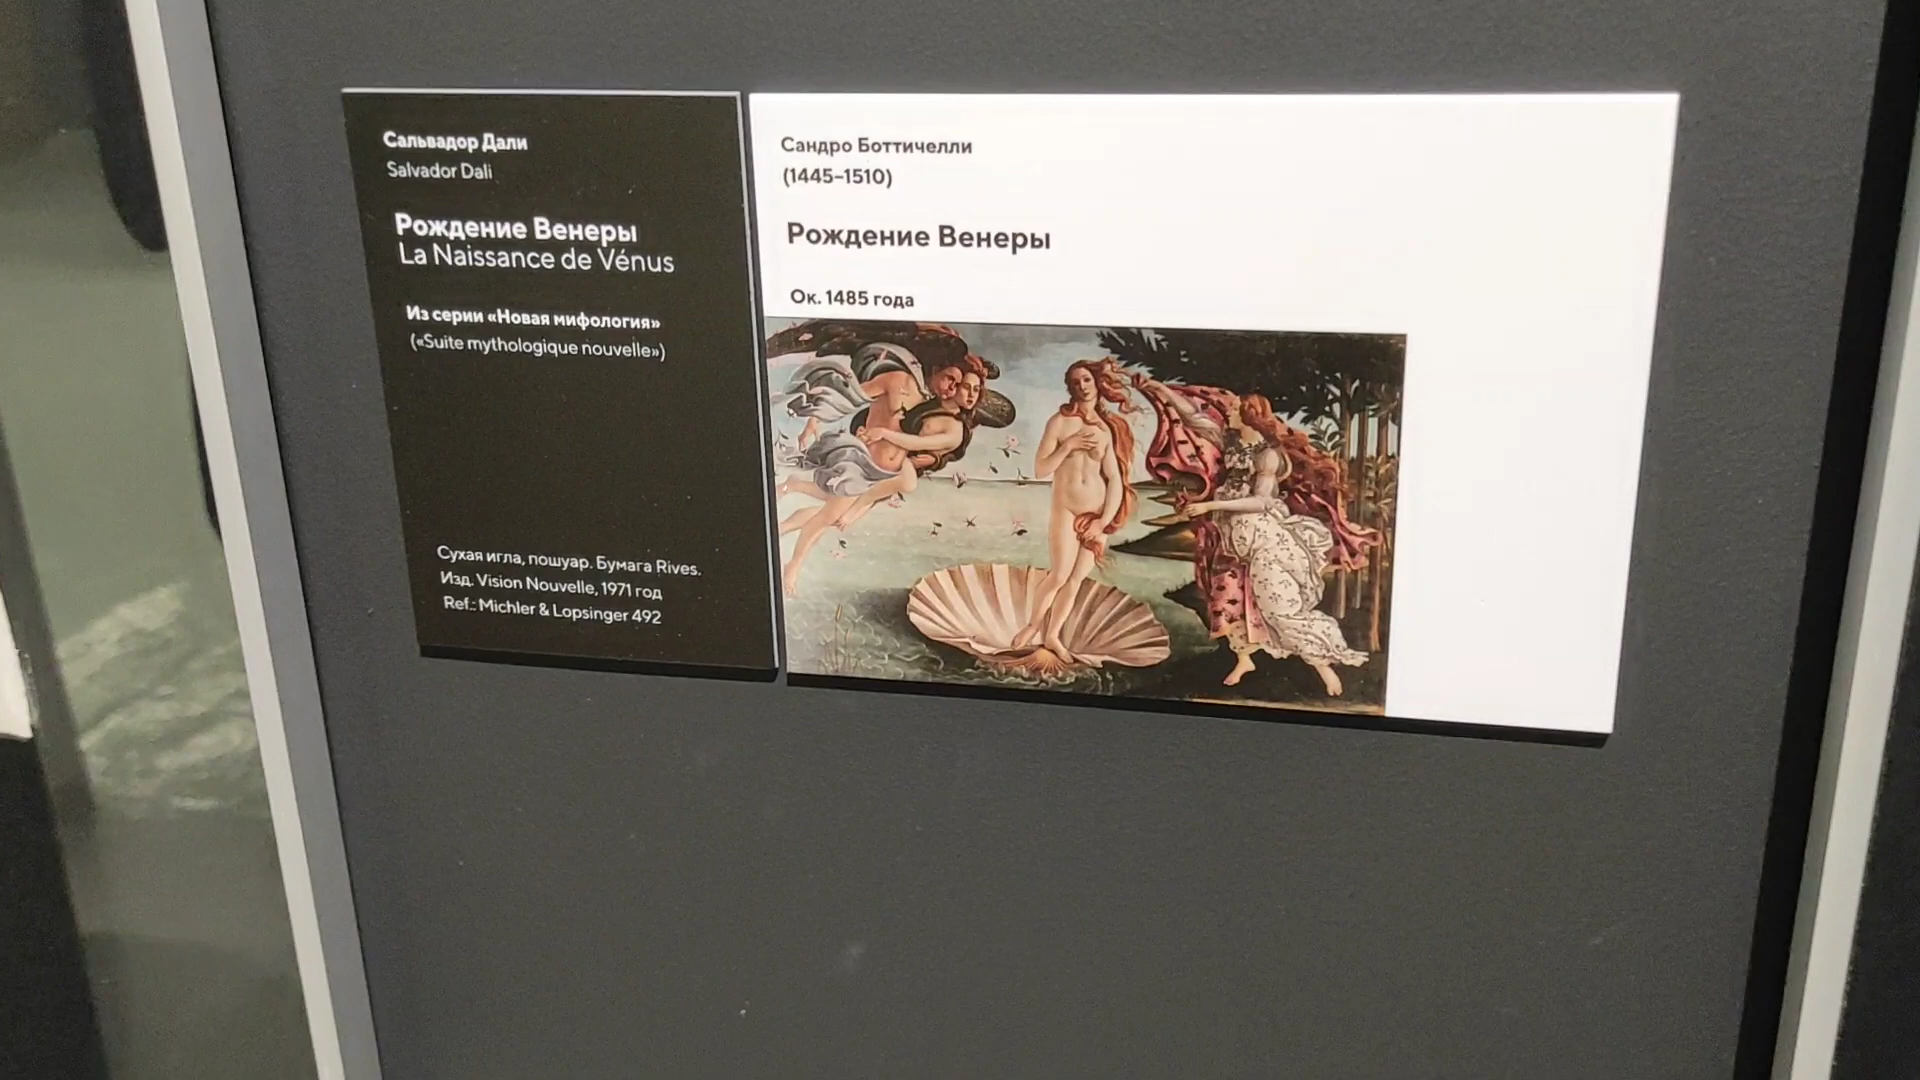 Сальвадор Дали
Salvador Dali
Рождение Венеры
La Naissance de Vénus
Из серии «Новая мифология»
(«Suite mythologique nouvelle»)
Сухая игла, пошуар. Бумага Rives.
Изд. Vision Nouvelle, 1971 год
Ref.: Michler & Lopsinger 492
Сандро Боттичелли
(1445–1510)
Рождение Венеры
Ок. 1485 года